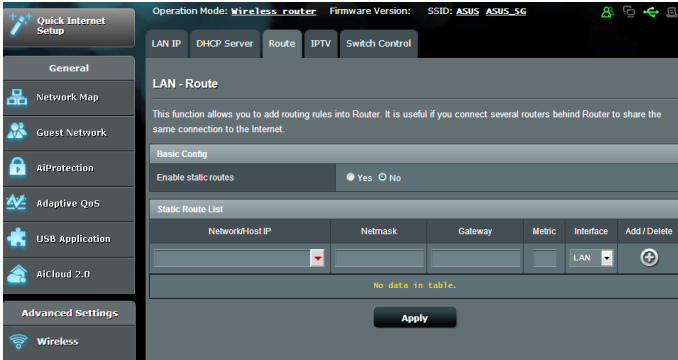 Quick Internet
Setup
Operation Mode: Wireless router Firmware Version: SSID: ASUS ASUS_5G
LAN IP DHCP Server Route IPTV Switch Control
General
Network Map
Guest Network
AiProtection
Adaptive QoS
USB Application
AiCloud 2.0
Advanced Settings
Wireless
LAN - Route
This function allows you to add routing rules into Router. It is useful if you connect several routers behind Router to share the
same connection to the Internet.
Basic Config
Enable static routes Yes No
Static Route List
Network/Host IP Netmask Gateway Metric Interface Add / Delete
LAN
No data in table.
Apply